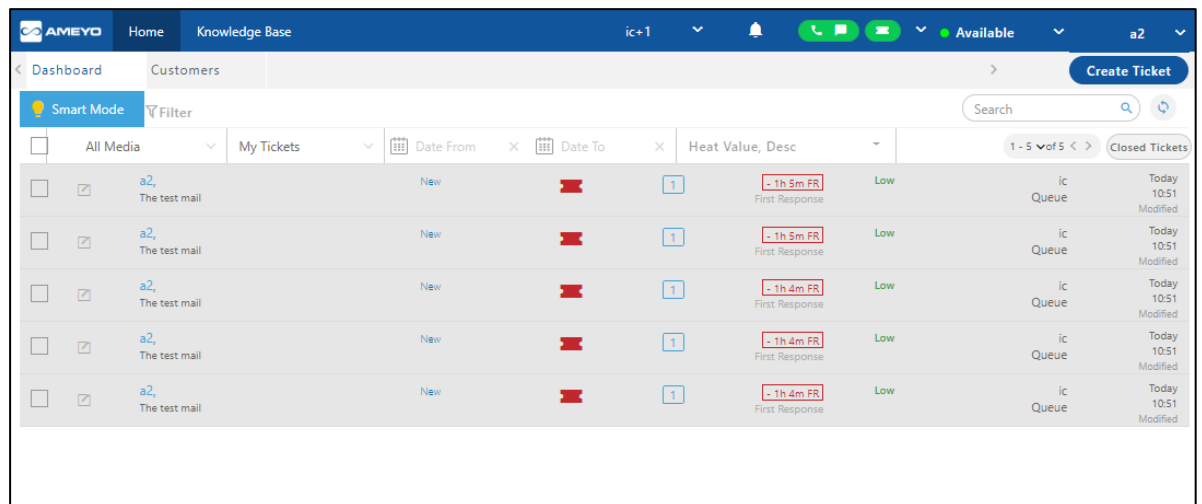 AMEYO Home Knowledge Base ic+1 Available a2
Dashboard Customers Create Ticket
Smart Mode Filter Search
All Media My Tickets Date From Date To Heat Value, Desc 1 - 5 of 5 Closed Tickets
a2, New 1 - 1h 5m FR Low ic Today
The test mail First Response Queue 10:51
Modified
a2, New 1 - 1h 5m FR Low ic Today
The test mail First Response Queue 10:51
Modified
a2, New 1 - 1h 4m FR Low ic Today
The test mail First Response Queue 10:51
Modified
a2, New 1 - 1h 4m FR Low ic Today
The test mail First Response Queue 10:51
Modified
a2, New 1 - 1h 4m FR Low ic Today
The test mail First Response Queue 10:51
Modified